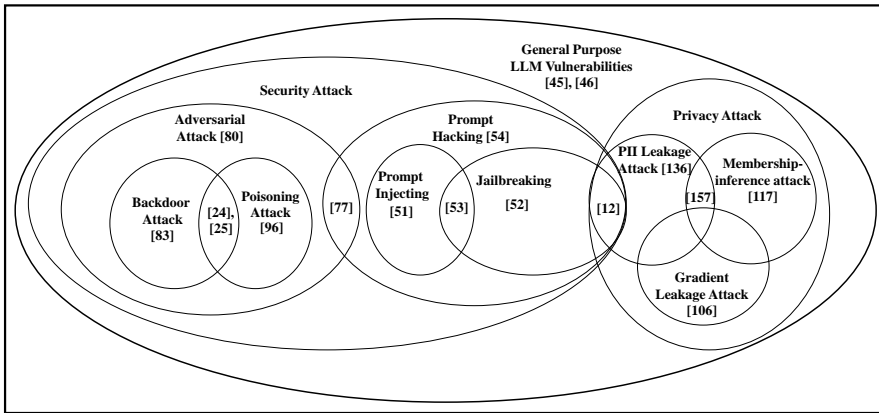 General Purpose
LLM Vulnerabilities
[45], [46]
Security Attack
Privacy Attack
Adversarial
Attack [80]
Prompt
Hacking [54]
PII Leakage
Attack [136]
Membership-
inference attack
[117]
Backdoor
Attack
[83]
[24],
[25]
Poisoning
Attack
[96]
[77]
Prompt
Injecting
[51]
[53]
Jailbreaking
[52]
[12]
[157]
Gradient
Leakage Attack
[106]